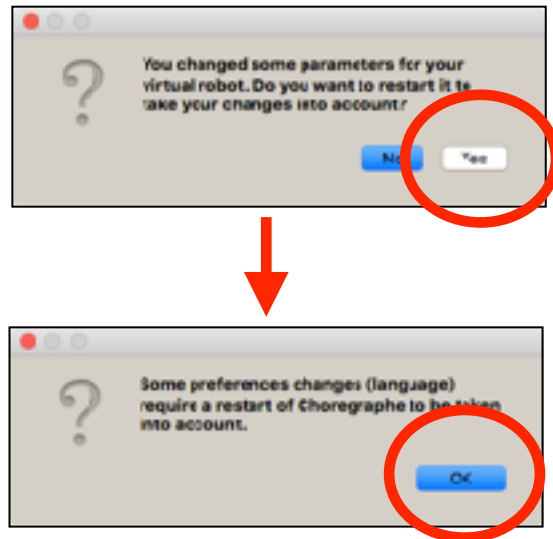 You changed some parameters for your
virtual robot. Do you want to restart it to
take your changes into account?
No
Yes
Some preferences changes (language)
require a restart of Choregraphe to be taken
into account.
OK